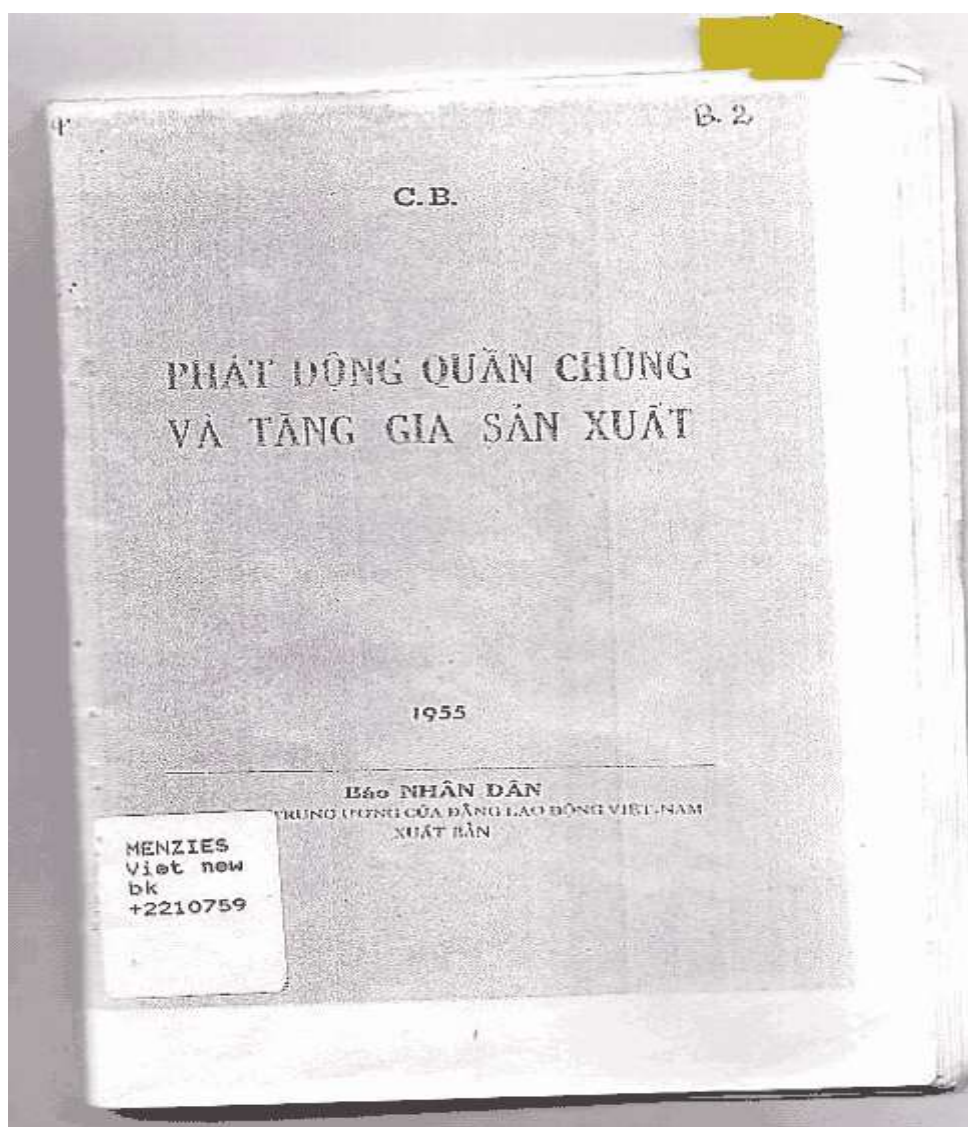 B. 2
C. B.
PHÁT ĐỘNG QUẦN CHÚNG
VÀ TĂNG GIA SẢN XUẤT
1955
Báo NHÂN DÂN
TRUNG ƯƠNG CỦA ĐẢNG LAO ĐỘNG VIỆT-NAM
XUẤT BẢN
MENZIES
Viet new
bk
+2210759